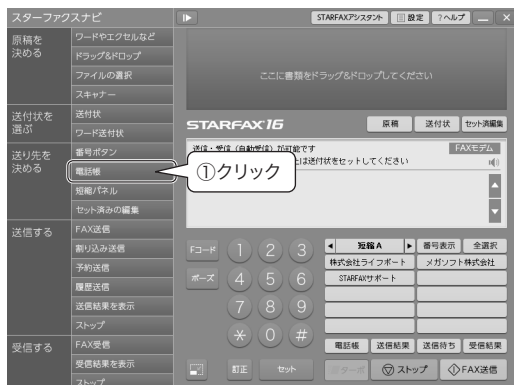 スターファクスナビ
STARFAXアシスタント 設定 ?ヘルプ
原稿を
決める
ワードやエクセルなど
ドラッグ&ドロップ
ファイルの選択
スキャナー
送付状を
選ぶ
送付状
ワード送付状
送り先を
決める
番号ボタン
電話帳
短縮パネル
セット済みの編集
送信する
FAX送信
割り込み送信
予約送信
履歴送信
送信結果を表示
ストップ
受信する
FAX受信
受信結果を表示
ストップ
ここに書類をドラッグ&ドロップしてください
STARFAX'16
原稿 送付状 セット済編集
送信・受信(自動受信)が可能です
は送付状をセットしてください
FAXモデム
①クリック
Fコード 1 2 3
ポーズ 4 5 6
7 8 9
* 0 #
訂正 セット
短縮A 番号表示 全選択
株式会社ライフボート メガソフト株式会社
STARFAXサポート
電話帳 送信結果 送信待ち 受信結果
ターボ ストップ FAX送信